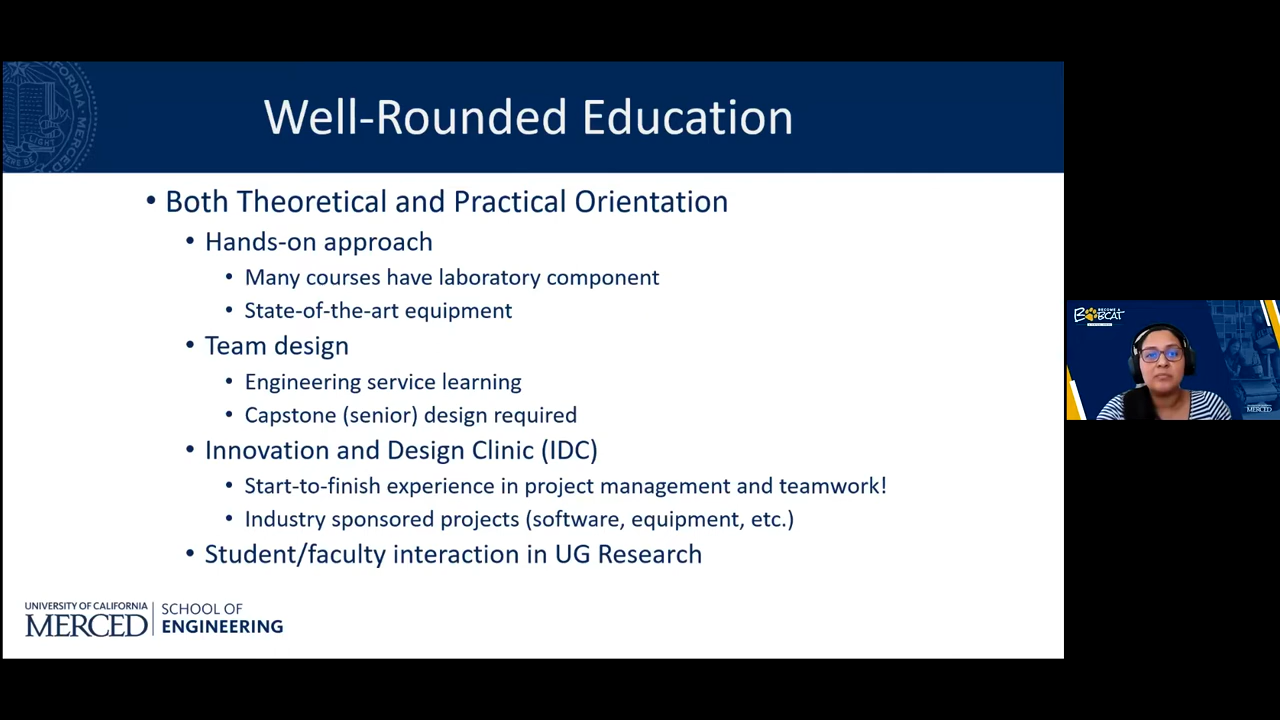 Well-Rounded Education
• Both Theoretical and Practical Orientation
• Hands-on approach
• Many courses have laboratory component
• State-of-the-art equipment
• Team design
• Engineering service learning
• Capstone (senior) design required
• Innovation and Design Clinic (IDC)
• Start-to-finish experience in project management and teamwork!
• Industry sponsored projects (software, equipment, etc.)
• Student/faculty interaction in UG Research
UNIVERSITY OF CALIFORNIA
MERCED
SCHOOL OF
ENGINEERING
BECOME A
BOBCAT
MERCED